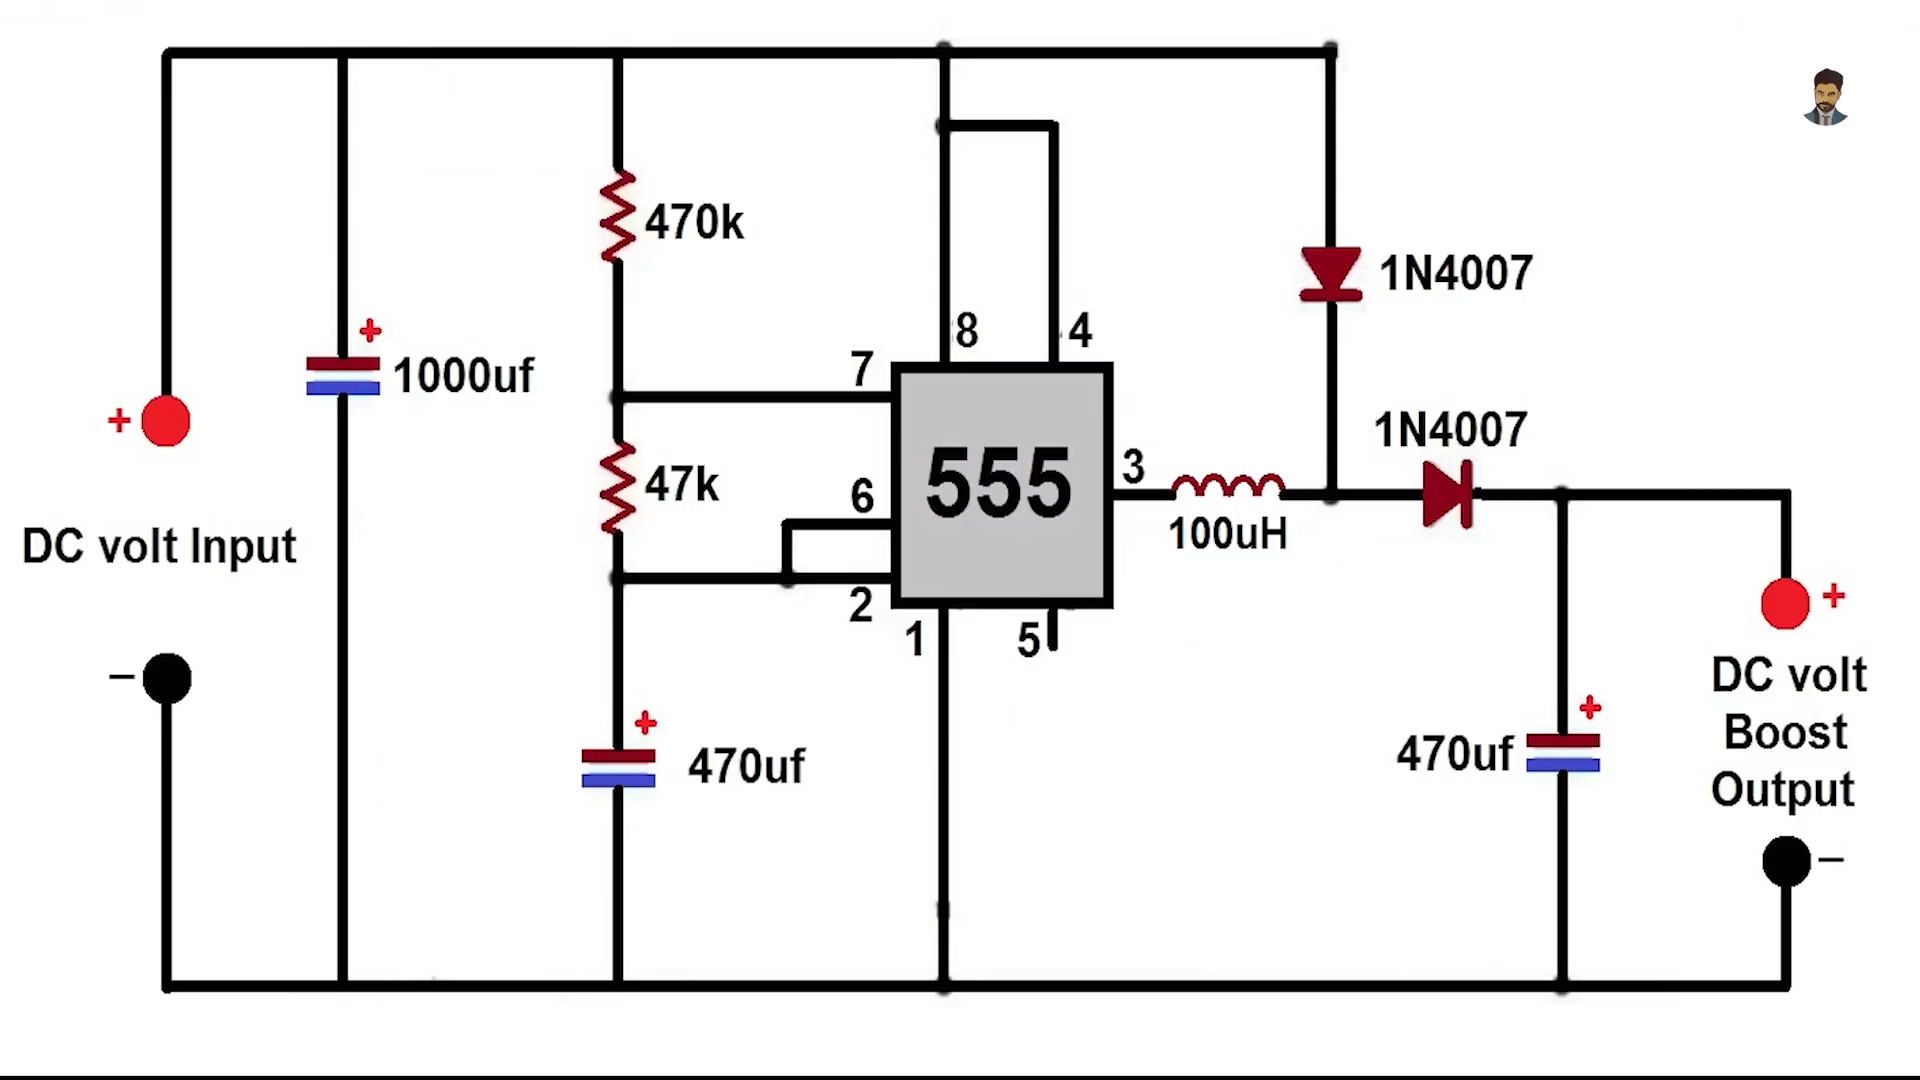 470k
1N4007
8
4
7
+
1000uf
+
1N4007
555
3
47k
6
100uH
DC volt Input
2
1
5
+
–
DC volt
Boost
Output
+
470uf
+
470uf
–